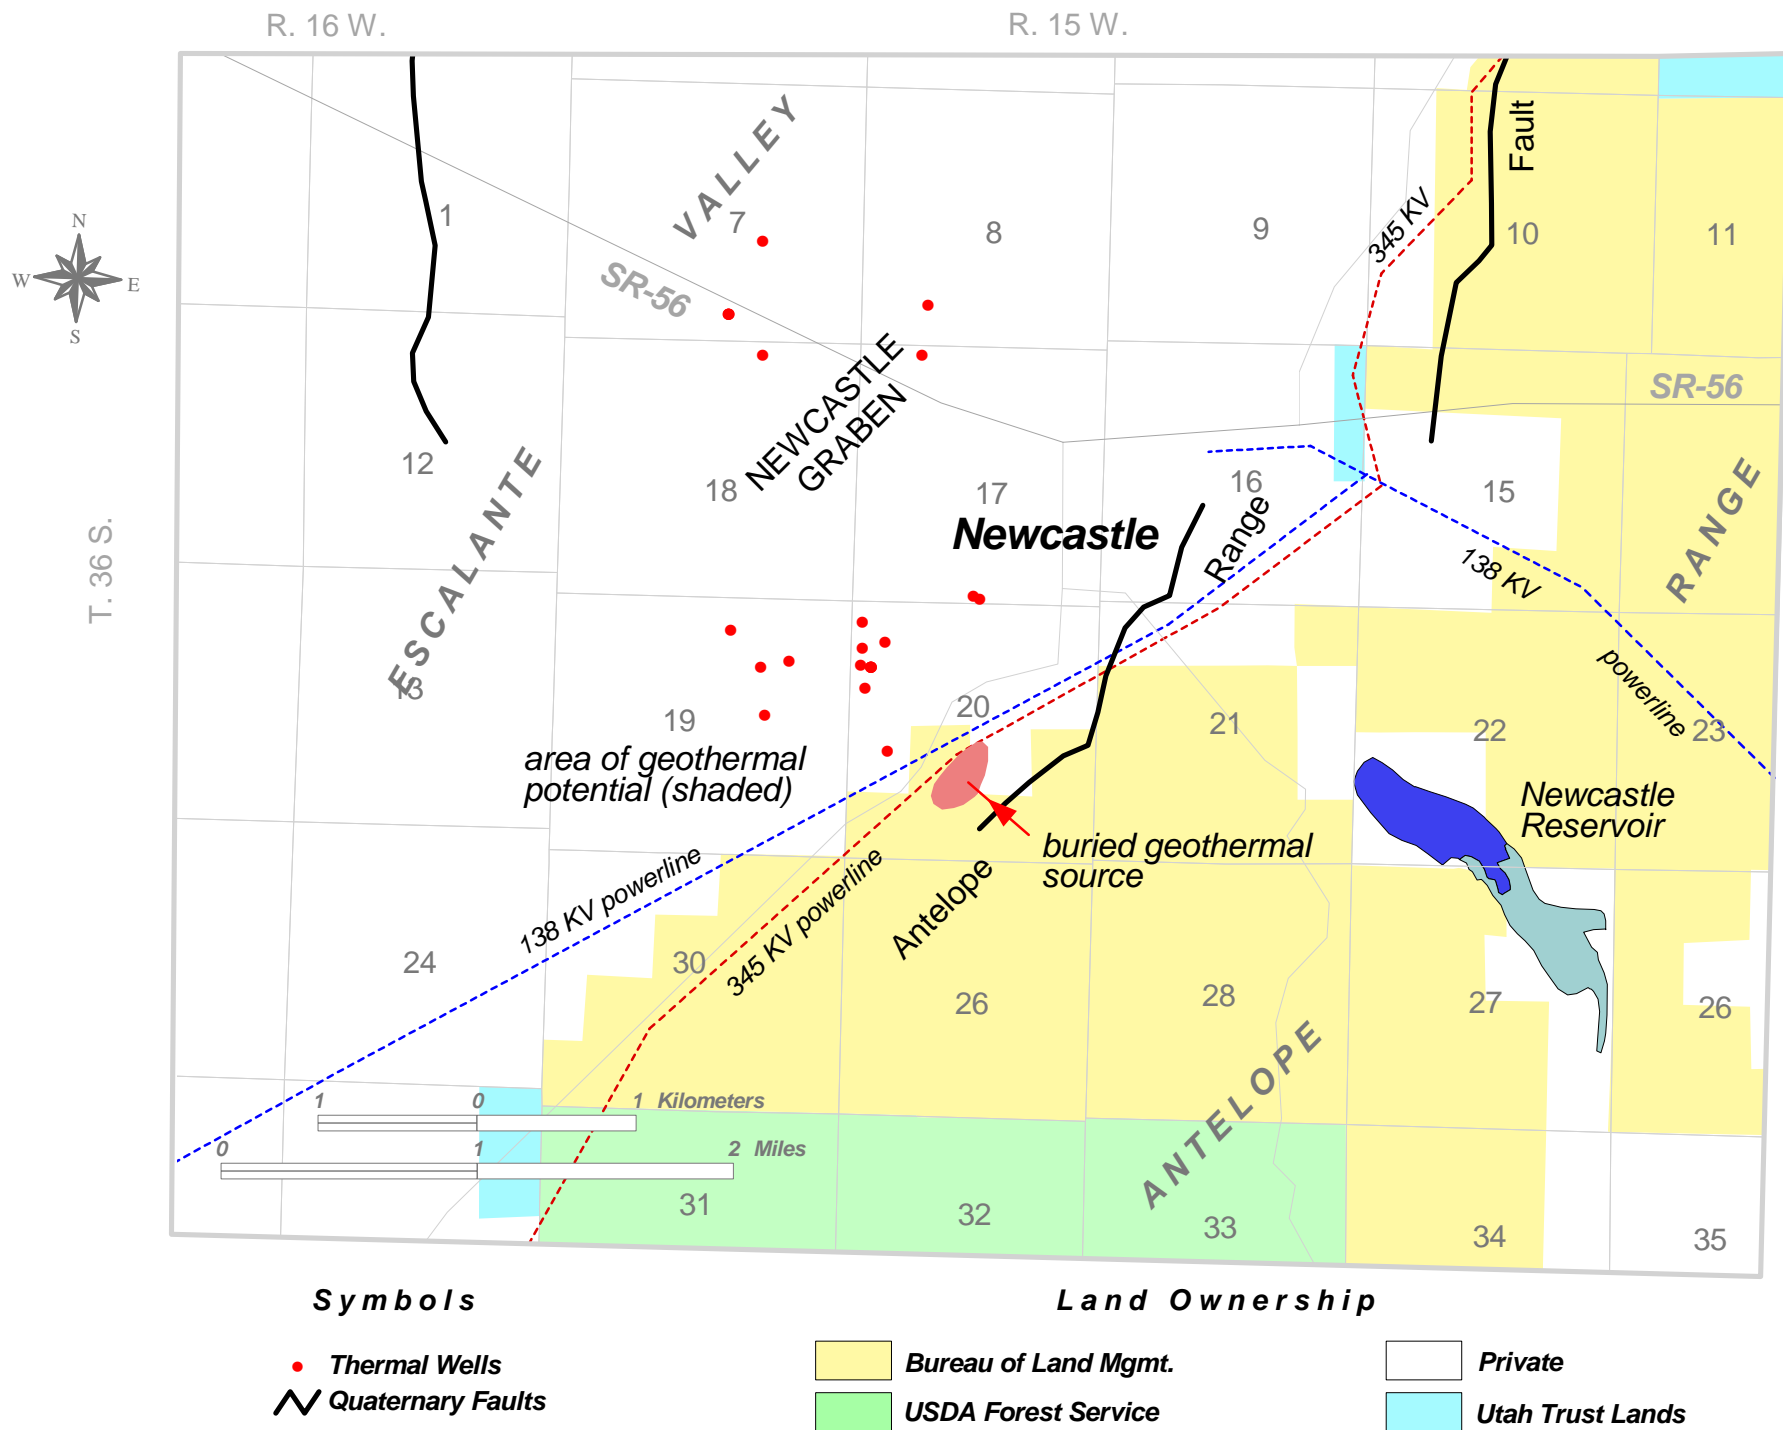 R. 16 W.
R. 15 W.
T. 36 S.
N
W
E
S
VALLEY
Fault
1
7
8
9
10
11
345 KV
SR-56
SR-56
NEWCASTLE
GRABEN
12
18
17
16
15
ESCALANTE
RANGE
Newcastle
Range
138 KV
powerline
13
19
20
21
22
23
area of geothermal
potential (shaded)
Newcastle
Reservoir
buried geothermal
source
138 KV powerline
345 KV powerline
Antelope
24
30
26
28
27
26
ANTELOPE
1 0 1 Kilometers
0 1 2 Miles
31
32
33
34
35
Symbols
Land Ownership
Thermal Wells
Quaternary Faults
Bureau of Land Mgmt.
USDA Forest Service
Private
Utah Trust Lands